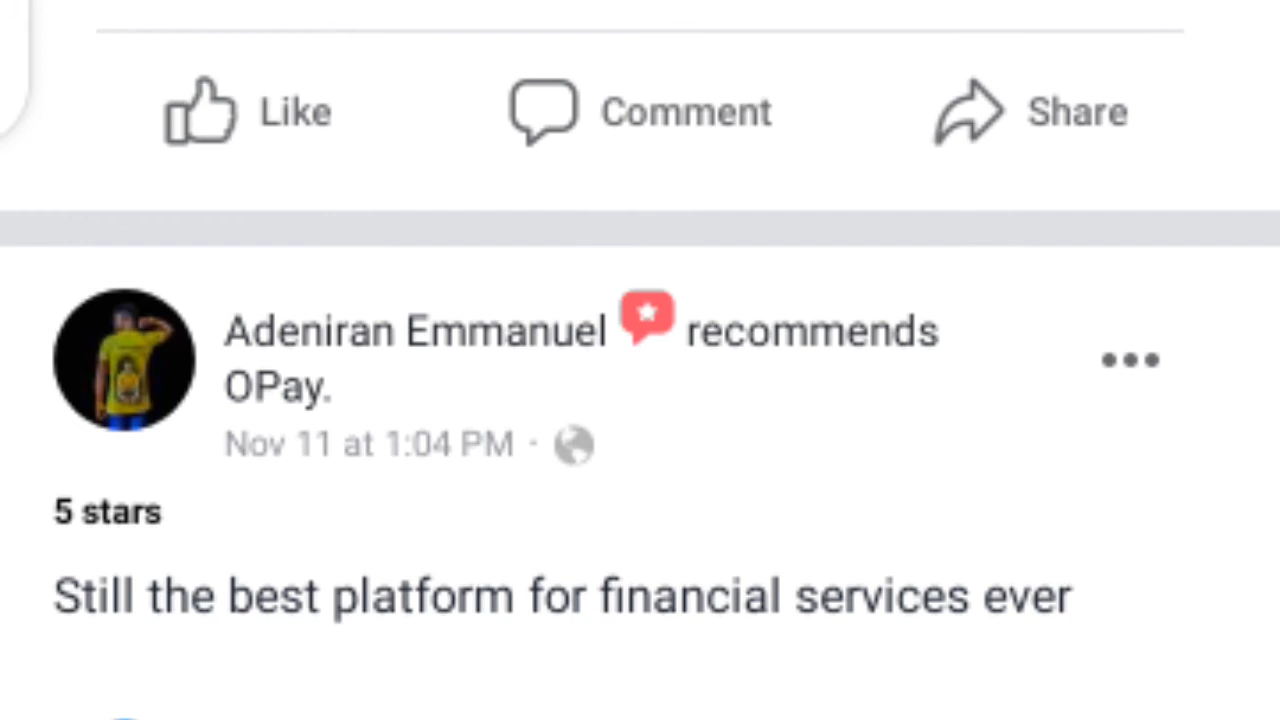 Like Comment Share
Adeniran Emmanuel recommends
OPay.
Nov 11 at 1:04 PM ·
5 stars
Still the best platform for financial services ever